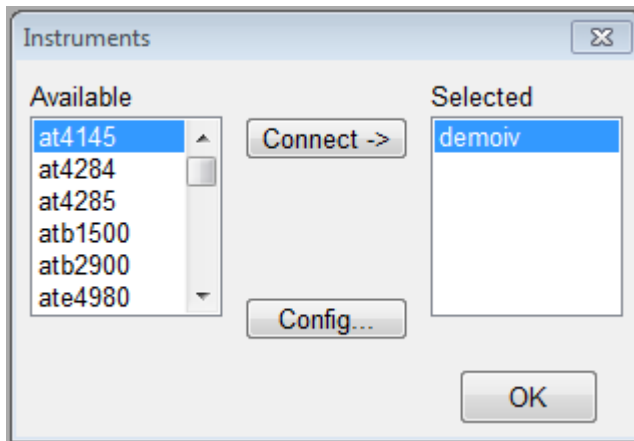 Instruments
Available
at4145
at4284
at4285
atb1500
atb2900
ate4980
Connect ->
Config...
Selected
demoiv
OK